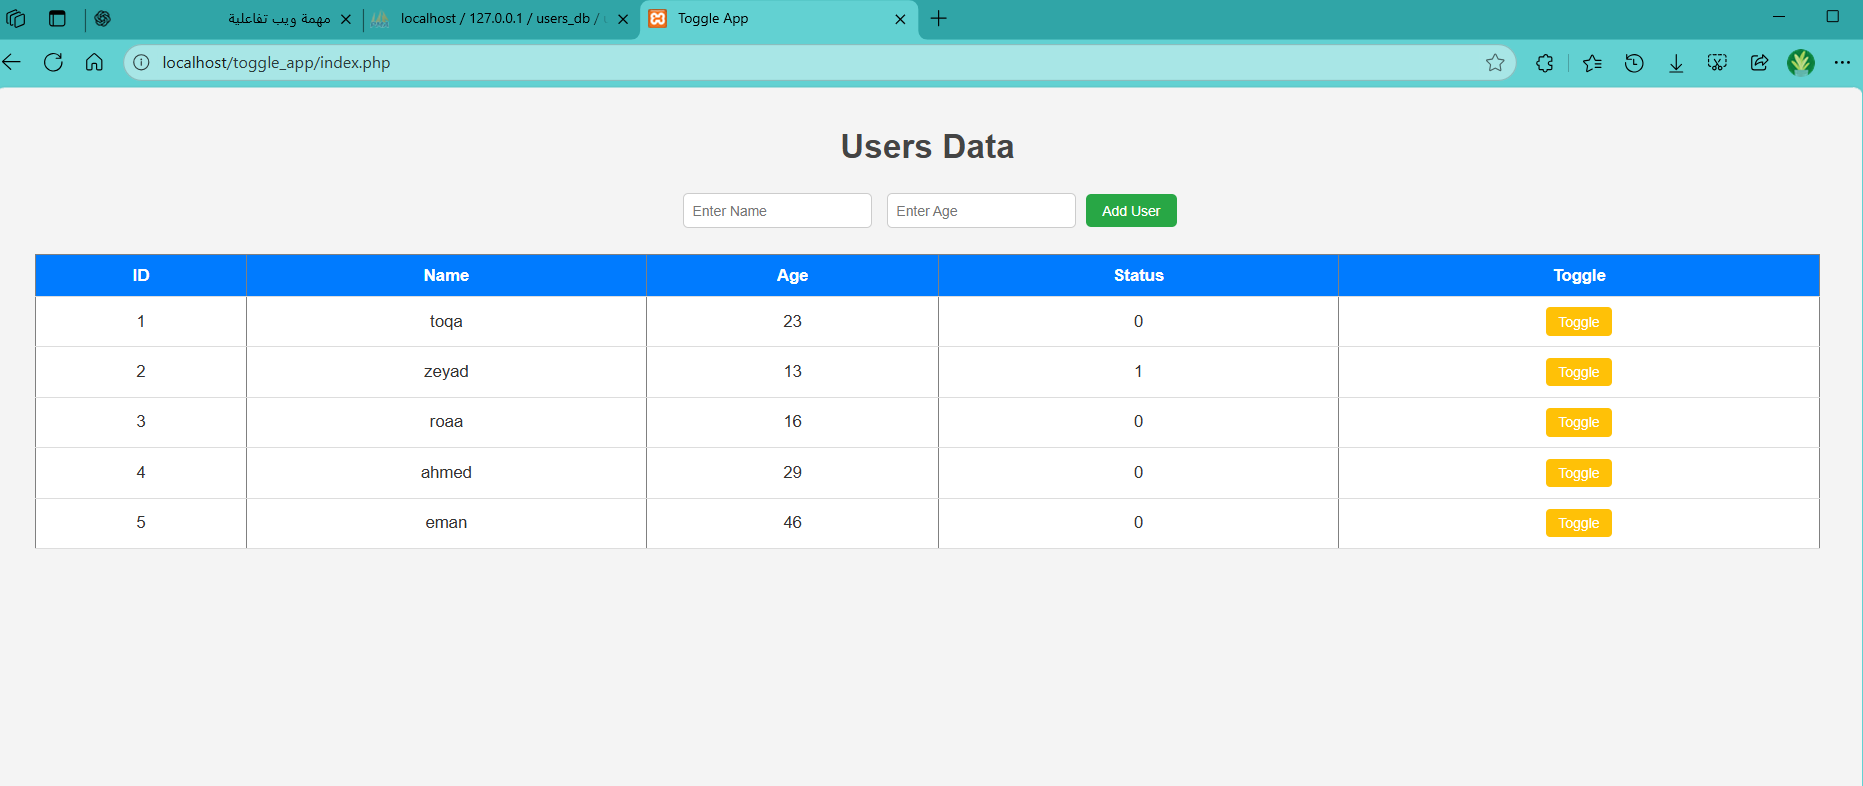 مهمة ويب تفاعلية
localhost / 127.0.0.1 / users_db /
Toggle App
localhost/toggle_app/index.php
Users Data
Enter Name Enter Age Add User
ID Name Age Status Toggle
1 toqa 23 0 Toggle
2 zeyad 13 1 Toggle
3 roaa 16 0 Toggle
4 ahmed 29 0 Toggle
5 eman 46 0 Toggle